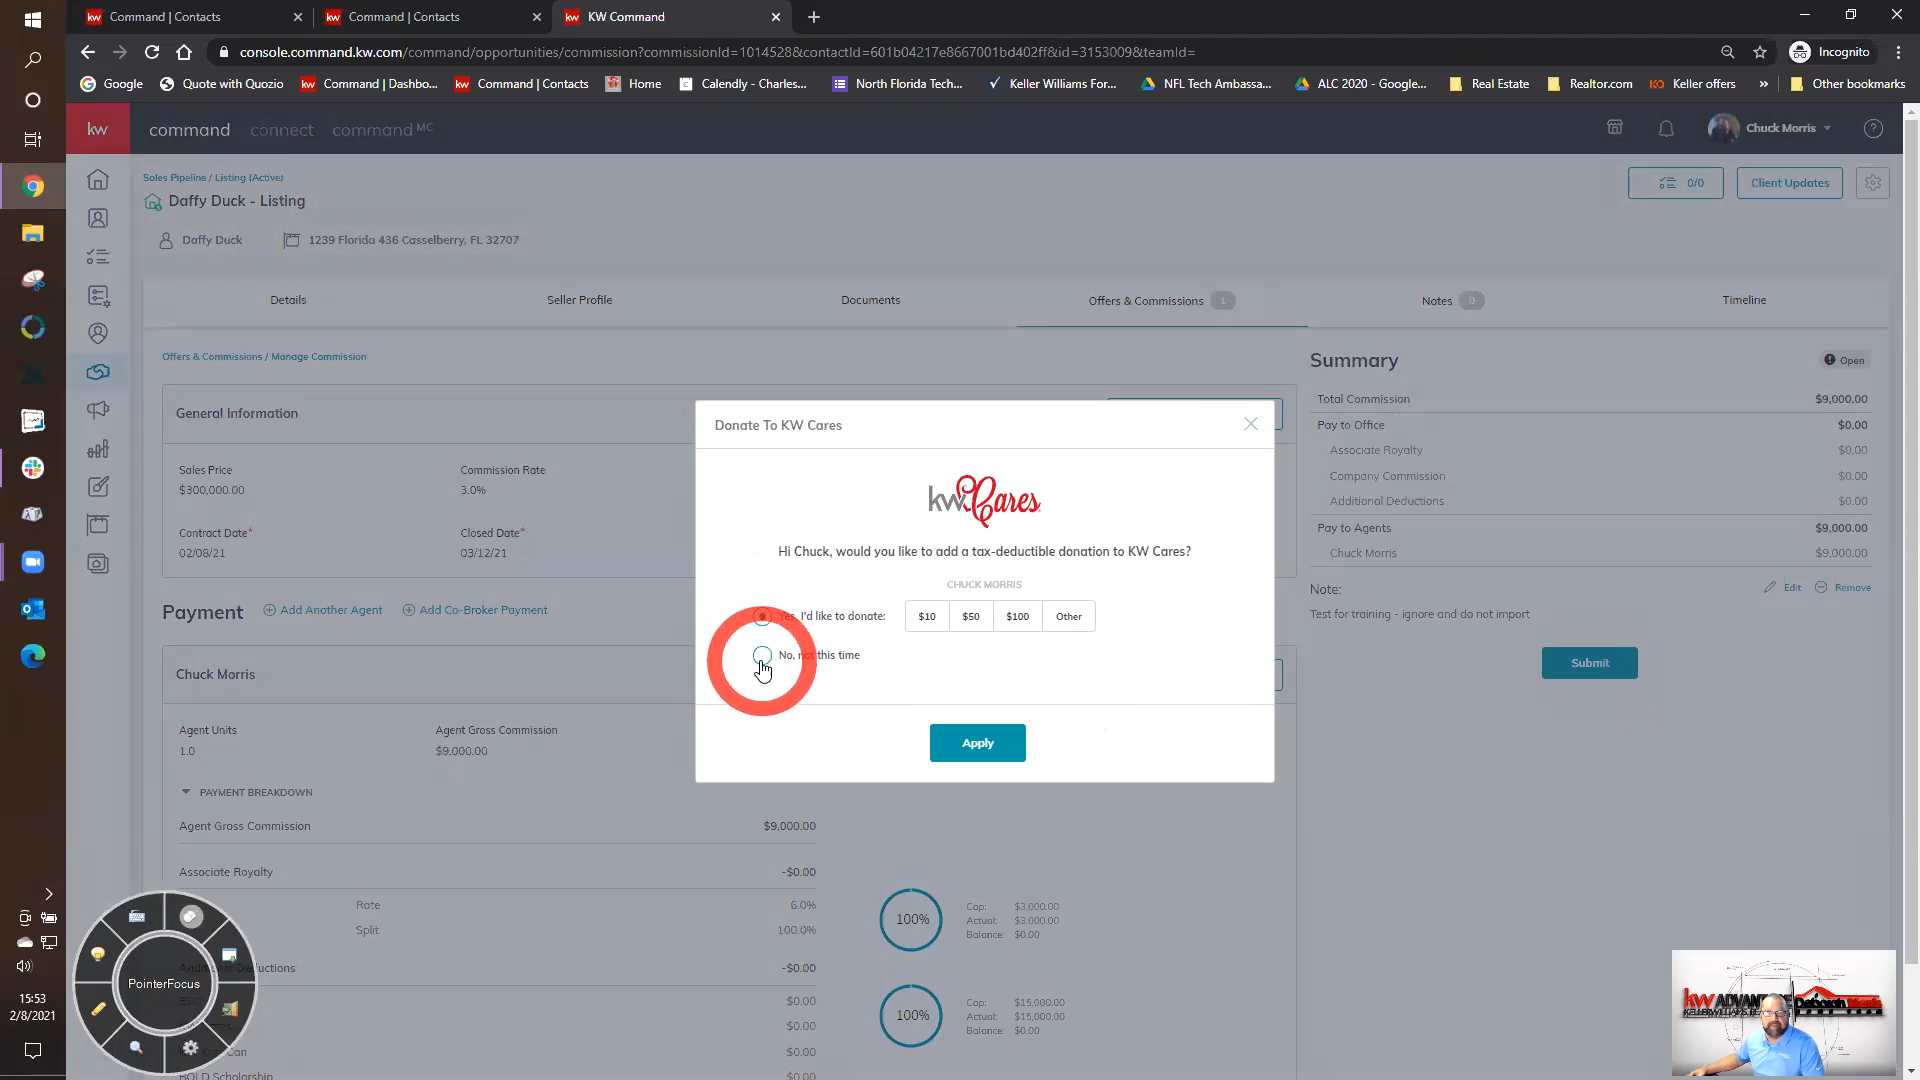 Command | Contacts
Command | Contacts
KW Command
console.command.kw.com/command/opportunities/commission?commissionId=1014528&contactId=601b04217e8667001bd402ff&id=3153009&teamId=
Incognito
Google
Quote with Quozio
Command | Dashbo...
Command | Contacts
Home
Calendly - Charles...
North Florida Tech...
Keller Williams For...
NFL Tech Ambassa...
ALC 2020 - Google...
Real Estate
Realtor.com
Keller offers
»
Other bookmarks
kw
command
connect
command MC
Chuck Morris
Sales Pipeline / Listing (Active)
Daffy Duck - Listing
0/0
Client Updates
Daffy Duck
1239 Florida 436 Casselberry, FL 32707
Details
Seller Profile
Documents
Offers & Commissions 1
Notes 0
Timeline
Offers & Commissions / Manage Commission
General Information
Sales Price
$300,000.00
Commission Rate
3.0%
Contract Date*
02/08/21
Closed Date*
03/12/21
Payment
Add Another Agent
Add Co-Broker Payment
Chuck Morris
Agent Units
1.0
Agent Gross Commission
$9,000.00
PAYMENT BREAKDOWN
Agent Gross Commission $9,000.00
Associate Royalty -$0.00
Rate 6.0%
Split 100.0%
Additional Deductions -$0.00
$0.00
$0.00
$0.00
BOLD Scholarship $0.00
100%
Cap: $3,000.00
Actual: $3,000.00
Balance: $0.00
100%
Cap: $15,000.00
Actual: $15,000.00
Balance: $0.00
Donate To KW Cares
kwCares
Hi Chuck, would you like to add a tax-deductible donation to KW Cares?
CHUCK MORRIS
Yes, I'd like to donate:
$10
$50
$100
Other
No, not this time
Apply
Summary
Open
Total Commission $9,000.00
Pay to Office $0.00
Associate Royalty $0.00
Company Commission $0.00
Additional Deductions $0.00
Pay to Agents $9,000.00
Chuck Morris $9,000.00
Note:
Edit
Remove
Test for training - ignore and do not import
Submit
PointerFocus
15:53
2/8/2021
kw